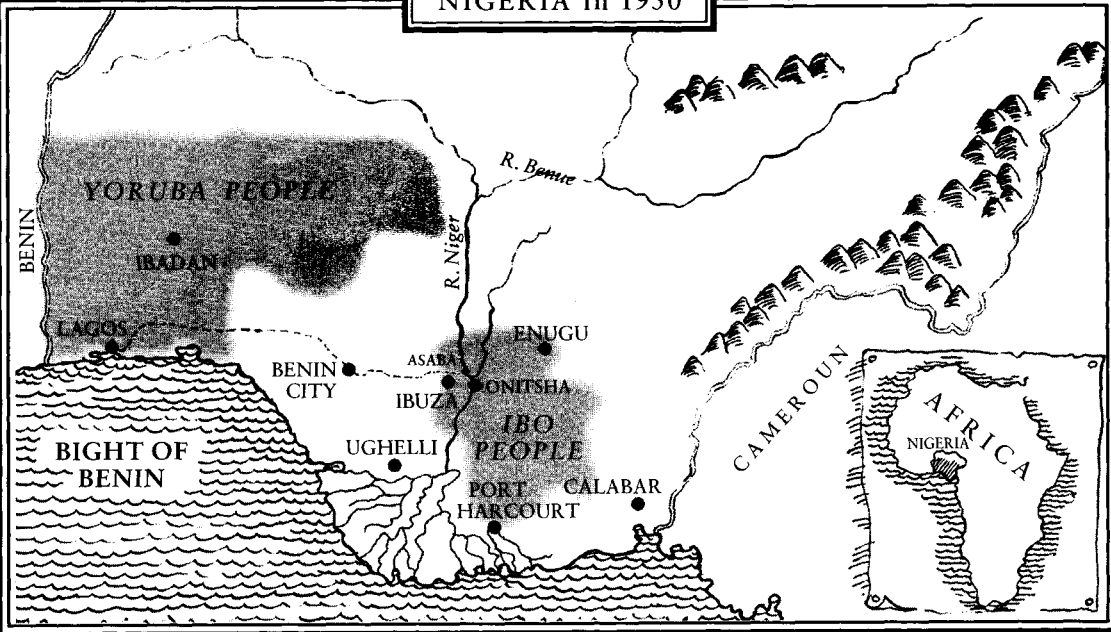 NIGERIA in 1950
R. Benue
YORUBA PEOPLE
R. Niger
BENIN
IBADAN
LAGOS
ENUGU
ASABA
BENIN
CITY
IBUZA
ONITSHA
IBO
PEOPLE
CAMEROUN
AFRICA
NIGERIA
BIGHT OF
BENIN
UGHELLI
PORT
HARCOURT
CALABAR